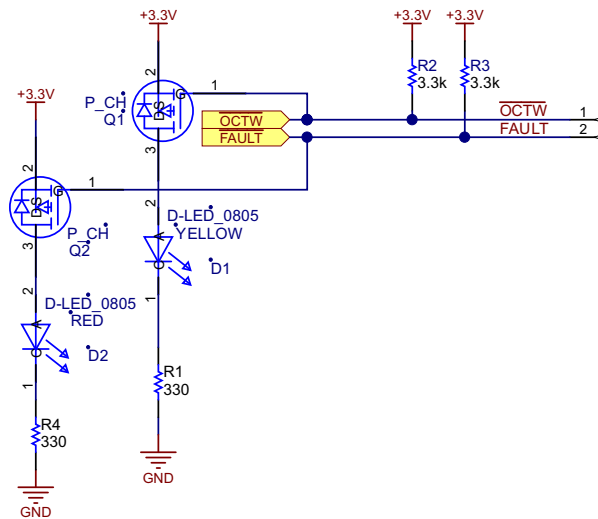 +3.3V
+3.3V
+3.3V
R2
3.3k
R3
3.3k
2
1
P_CH
Q1
G
D S
3
OCTW
FAULT
OCTW
1
FAULT
2
+3.3V
2
1
G
D S
3
P_CH
Q2
2
D-LED_0805
YELLOW
A
C
D1
1
2
D-LED_0805
RED
A
C
D2
1
R1
330
R4
330
GND
GND